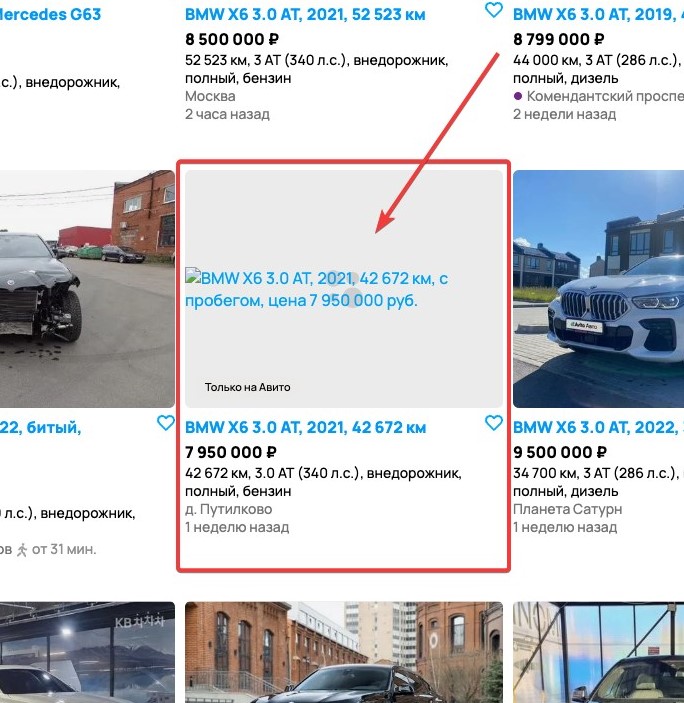 Mercedes G63
с.), внедорожник,
BMW X6 3.0 AT, 2021, 52 523 км
8 500 000 ₽
52 523 км, 3 AT (340 л.с.), внедорожник,
полный, бензин
Москва
2 часа назад
BMW X6 3.0 AT, 2019, 4
8 799 000 ₽
44 000 км, 3 AT (286 л.с.),
полный, дизель
Комендантский проспе
2 недели назад
22, битый,
л.с.), внедорожник,
ов от 31 мин.
BMW X6 3.0 AT, 2021, 42 672 км, с
пробегом, цена 7 950 000 руб.
Только на Авито
BMW X6 3.0 AT, 2021, 42 672 км
7 950 000 ₽
42 672 км, 3.0 AT (340 л.с.), внедорожник,
полный, бензин
д. Путилково
1 неделю назад
BMW X6 3.0 AT, 2022,
9 500 000 ₽
34 700 км, 3 AT (286 л.с.),
полный, дизель
Планета Сатурн
1 неделю назад